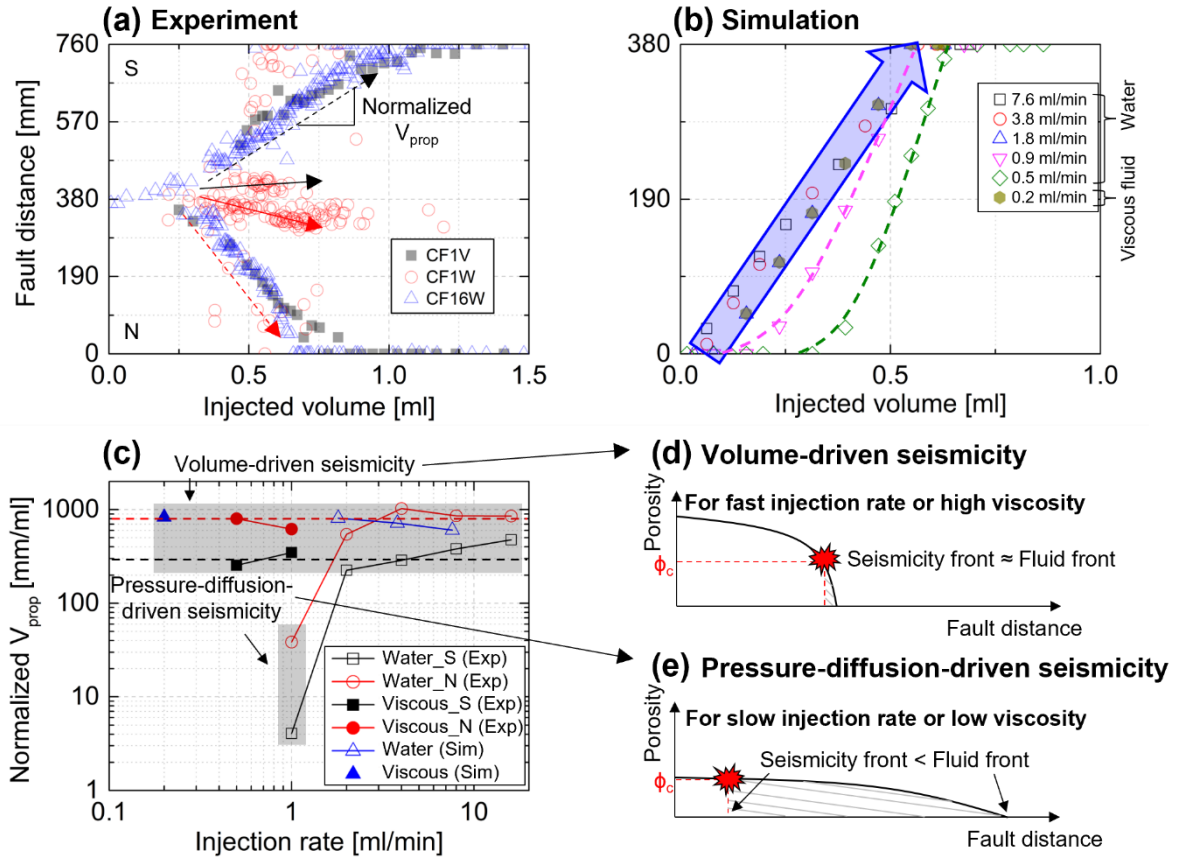 (a) Experiment
Fault distance [mm]
760
570
380
190
0
S
N
Normalized
V_prop
CF1V
CF1W
CF16W
0.0
0.5
1.0
1.5
Injected volume [ml]
(b) Simulation
380
190
0
7.6 ml/min
3.8 ml/min
1.8 ml/min
0.9 ml/min
0.5 ml/min
0.2 ml/min
Water
Viscous fluid
0.0
0.5
1.0
Injected volume [ml]
(c)
Volume-driven seismicity
Normalized V_prop [mm/ml]
1000
100
10
1
Pressure-diffusion-
driven seismicity
Water_S (Exp)
Water_N (Exp)
Viscous_S (Exp)
Viscous_N (Exp)
Water (Sim)
Viscous (Sim)
0.1
1
10
Injection rate [ml/min]
(d) Volume-driven seismicity
For fast injection rate or high viscosity
Porosity
ϕc
Seismicity front ≈ Fluid front
Fault distance
(e) Pressure-diffusion-driven seismicity
For slow injection rate or low viscosity
Porosity
ϕc
Seismicity front < Fluid front
Fault distance